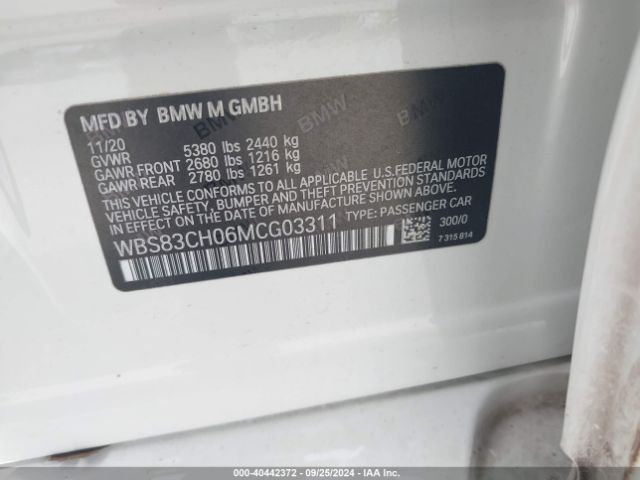 MFD BY BMW M GMBH
11/20
GVWR 5380 lbs 2440 kg
GAWR FRONT 2680 lbs 1216 kg
GAWR REAR 2780 lbs 1261 kg
THIS VEHICLE CONFORMS TO ALL APPLICABLE U.S.FEDERAL MOTOR
VEHICLE SAFETY, BUMPER, AND THEFT PREVENTION
STANDARDS IN EFFECT ON THE DATE OF MANUFACTURE SHOWN ABOVE.
WBS83CH06MCG03311 TYPE: PASSENGER CAR
300/0
7 315 814
BMW
BMW
BMW
000-40442372 - 09/25/2024 - IAA Inc.